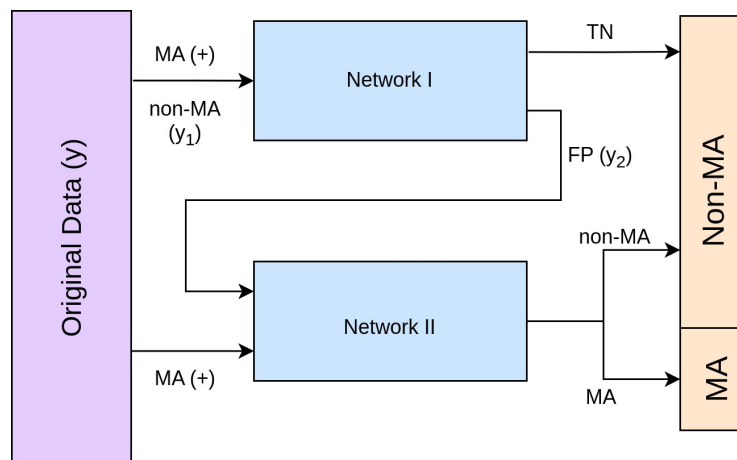 Original Data (y)
MA (+)
non-MA
(y₁)
Network I
TN
FP (y₂)
Non-MA
non-MA
Network II
MA (+)
MA
MA